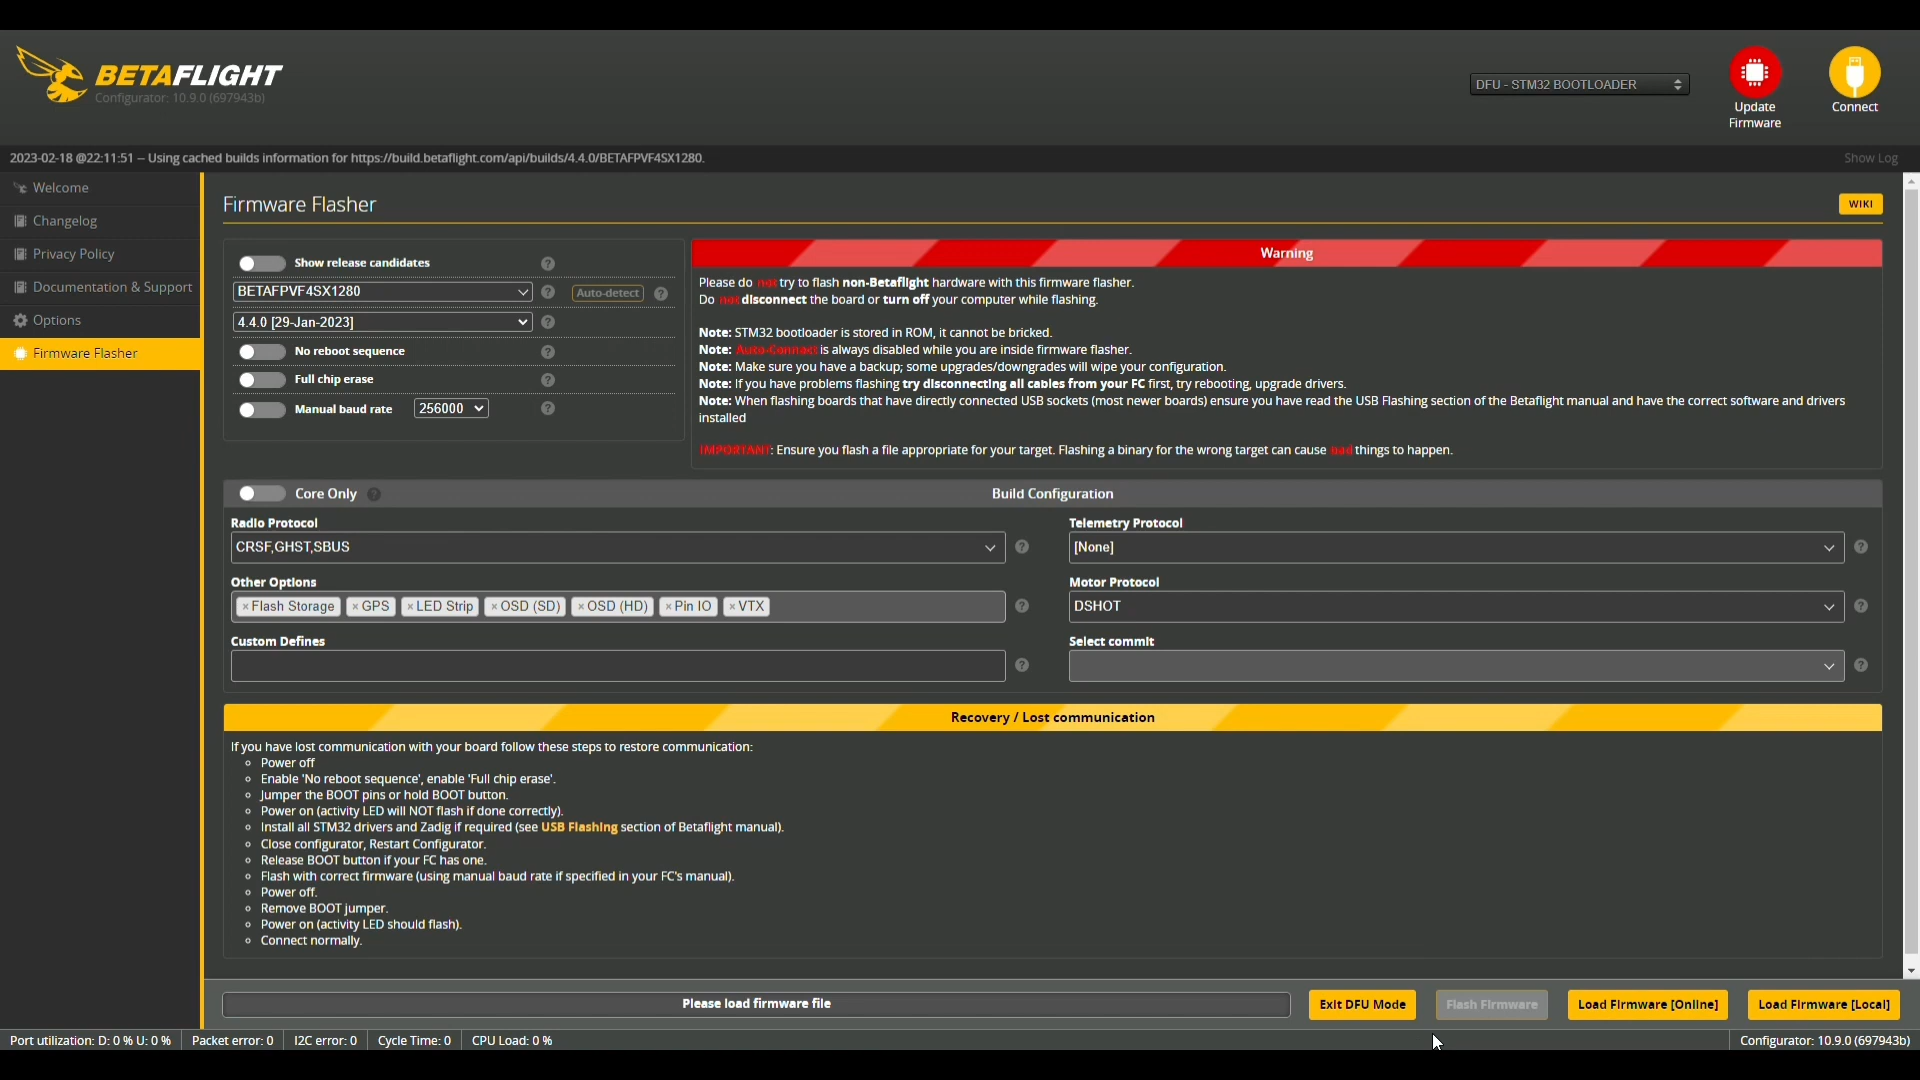 BETAFLIGHT
Configurator: 10.9.0 (697943b)
DFU - STM32 BOOTLOADER
Update
Firmware
Connect
2023-02-18 @22:11:51 -- Using cached builds information for https://build.betaflight.com/api/builds/4.4.0/BETAFPVF4SX1280.
Show Log
Welcome
Changelog
Privacy Policy
Documentation & Support
Options
Firmware Flasher
Firmware Flasher
WIKI
Show release candidates
BETAFPVF4SX1280
Auto-detect
4.4.0 [29-Jan-2023]
No reboot sequence
Full chip erase
Manual baud rate 256000
Warning
Please do not try to flash non-Betaflight hardware with this firmware flasher.
Do not disconnect the board or turn off your computer while flashing.
Note: STM32 bootloader is stored in ROM, it cannot be bricked.
Note: Auto-Connect is always disabled while you are inside firmware flasher.
Note: Make sure you have a backup; some upgrades/downgrades will wipe your configuration.
Note: If you have problems flashing try disconnecting all cables from your FC first, try rebooting, upgrade drivers.
Note: When flashing boards that have directly connected USB sockets (most newer boards) ensure you have read the USB Flashing section of the Betaflight manual and have the correct software and drivers
installed
IMPORTANT: Ensure you flash a file appropriate for your target. Flashing a binary for the wrong target can cause bad things to happen.
Core Only
Build Configuration
Radio Protocol
CRSF,GHST,SBUS
Telemetry Protocol
[None]
Other Options
×Flash Storage ×GPS ×LED Strip ×OSD (SD) ×OSD (HD) ×Pin IO ×VTX
Motor Protocol
DSHOT
Custom Defines
Select commit
Recovery / Lost communication
If you have lost communication with your board follow these steps to restore communication:
Power off
Enable 'No reboot sequence', enable 'Full chip erase'.
Jumper the BOOT pins or hold BOOT button.
Power on (activity LED will NOT flash if done correctly).
Install all STM32 drivers and Zadig if required (see USB Flashing section of Betaflight manual).
Close configurator, Restart Configurator.
Release BOOT button if your FC has one.
Flash with correct firmware (using manual baud rate if specified in your FC's manual).
Power off.
Remove BOOT jumper.
Power on (activity LED should flash).
Connect normally.
Please load firmware file
Exit DFU Mode
Flash Firmware
Load Firmware [Online]
Load Firmware [Local]
Port utilization: D: 0 % U: 0 %
Packet error: 0
I2C error: 0
Cycle Time: 0
CPU Load: 0 %
Configurator: 10.9.0 (697943b)